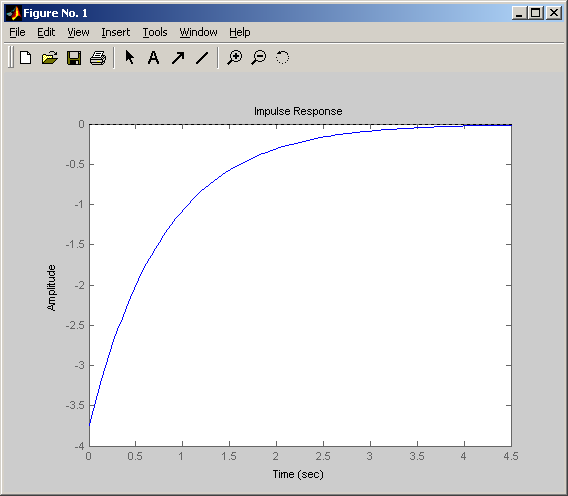 Figure No. 1
File Edit View Insert Tools Window Help
A
Impulse Response
0
-0.5
-1
-1.5
-2
-2.5
-3
-3.5
-4
Amplitude
0 0.5 1 1.5 2 2.5 3 3.5 4 4.5
Time (sec)